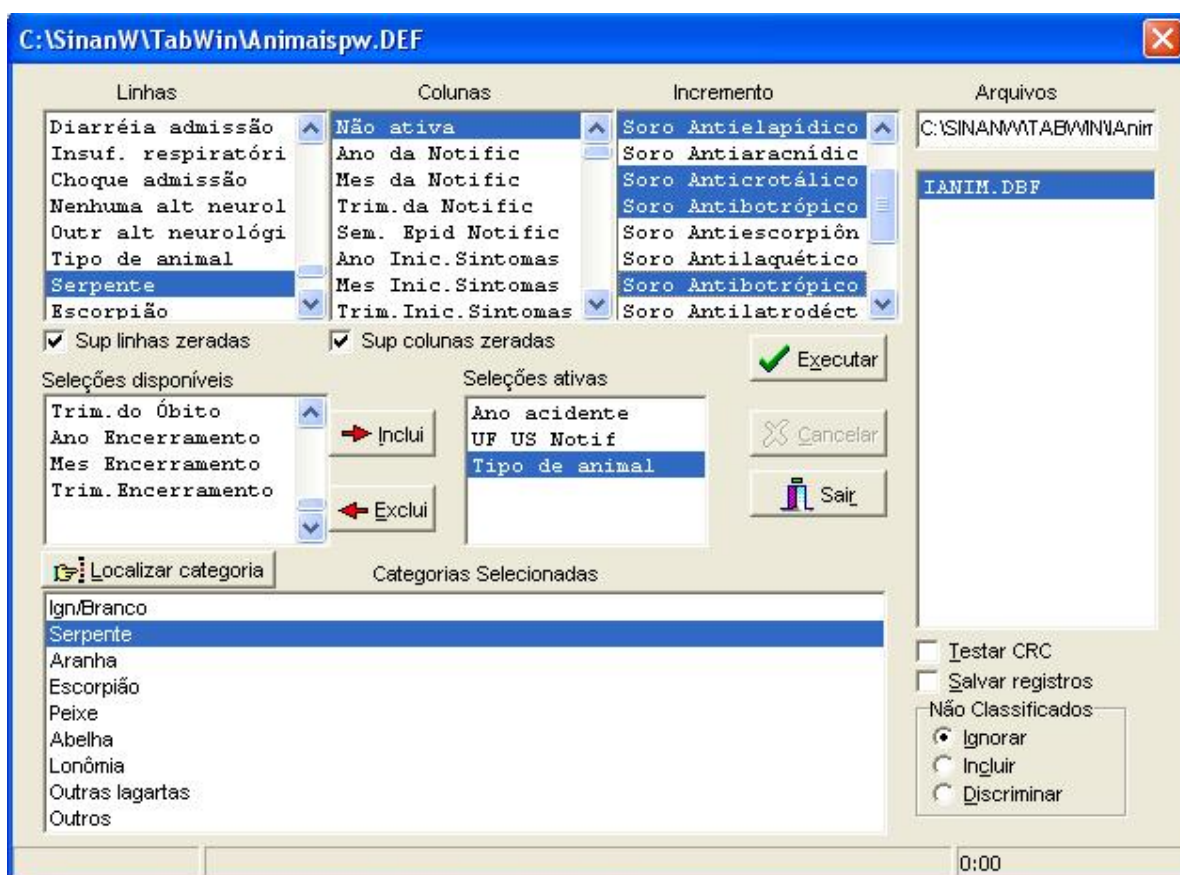 C:\SinanW\TabWin\Animaispw.DEF
Linhas
Diarréia admissão
Insuf. respiratóri
Choque admissão
Nenhuma alt neurol
Outr alt neurológi
Tipo de animal
Serpente
Escorpião
Sup linhas zeradas
Colunas
Não ativa
Ano da Notific
Mes da Notific
Trim.da Notific
Sem. Epid Notific
Ano Inic.Sintomas
Mes Inic.Sintomas
Trim.Inic.Sintomas
Sup colunas zeradas
Incremento
Soro Antielapídico
Soro Antiaracnídic
Soro Anticrotálico
Soro Antibotrópico
Soro Antiescorpiôn
Soro Antilaquético
Soro Antibotrópico
Soro Antilatrodéct
Arquivos
C:\SINANW\TABWIN\IAnim
IANIM.DBF
Executar
Cancelar
Sair
Seleções disponíveis
Trim.do Óbito
Ano Encerramento
Mes Encerramento
Trim.Encerramento
Inclui
Exclui
Seleções ativas
Ano acidente
UF US Notif
Tipo de animal
Localizar categoria
Categorias Selecionadas
Ign/Branco
Serpente
Aranha
Escorpião
Peixe
Abelha
Lonômia
Outras lagartas
Outros
Testar CRC
Salvar registros
Não Classificados
Ignorar
Incluir
Discriminar
0:00